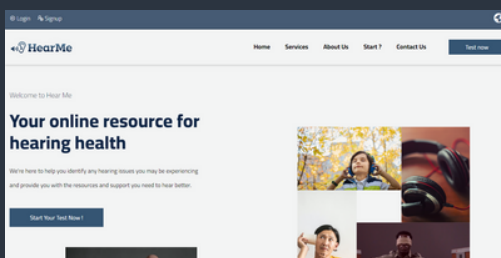 Login Signup
HearMe
Home Services About Us Start ? Contact Us Test now
Welcome to Hear Me
Your online resource for
hearing health
We're here to help you identify any hearing issues you may be experiencing
and provide you with the resources and support you need to hear better.
Start Your Test Now !